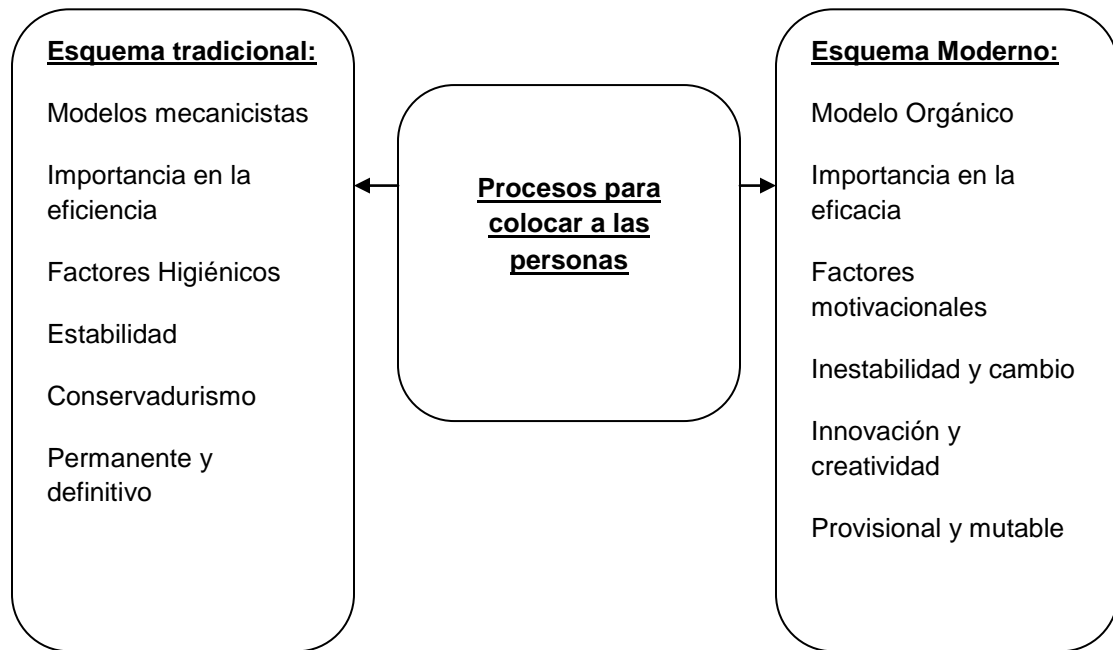 Esquema tradicional:
Modelos mecanicistas
Importancia en la
eficiencia
Factores Higiénicos
Estabilidad
Conservadurismo
Permanente y
definitivo
Procesos para
colocar a las
personas
Esquema Moderno:
Modelo Orgánico
Importancia en la
eficacia
Factores
motivacionales
Inestabilidad y cambio
Innovación y
creatividad
Provisional y mutable